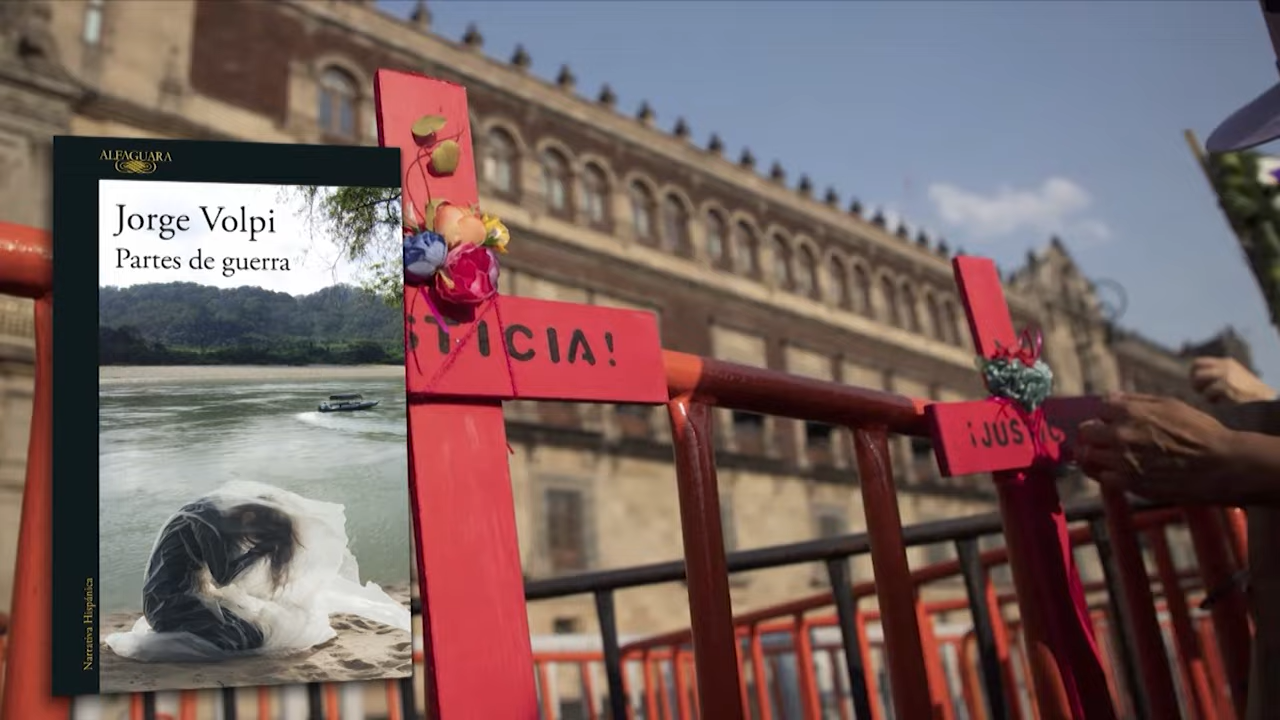 ALFAGUARA
Jorge Volpi
Partes de guerra
Narrativa Hispánica
STICIA!
¡JUS